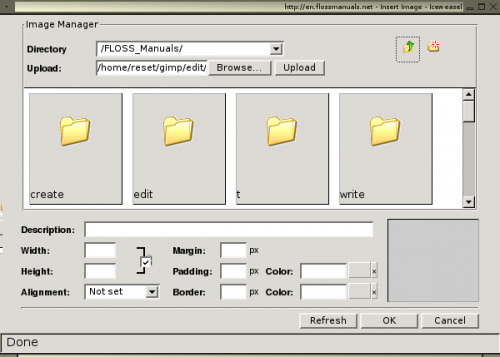 http://en.flossmanuals.net - Insert Image - Iceweasel
Image Manager
Directory /FLOSS_Manuals/
Upload: /home/reset/gimp/edit/ Browse... Upload
create edit t write
Description:
Width: Margin: px
Height: Padding: px Color: x
Alignment: Not set Border: px Color: x
Refresh OK Cancel
Done